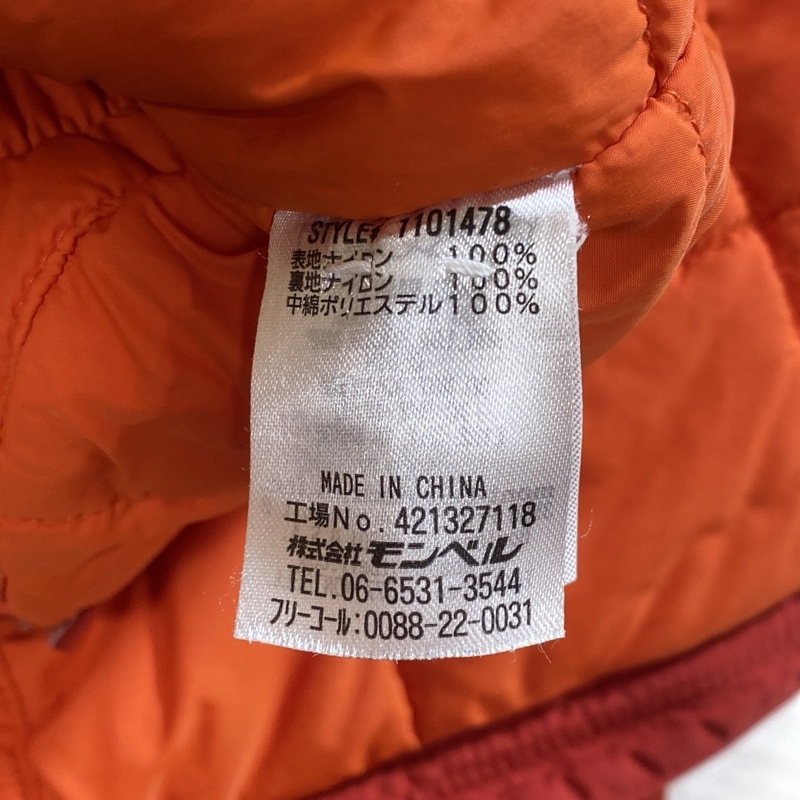 STYLE# 1101478
表地ナイロン 100%
裏地ナイロン 100%
中綿ポリエステル100%
MADE IN CHINA
工場No. 421327118
株式会社モンベル
TEL.06-6531-3544
フリーコール:0088-22-0031